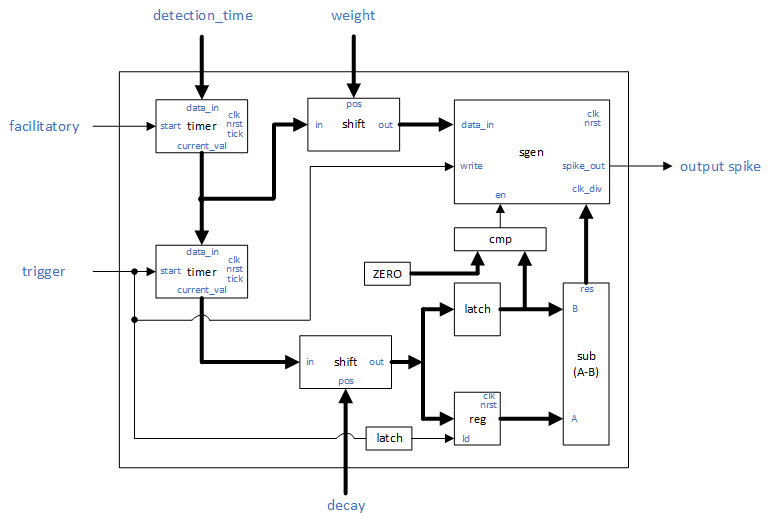 detection_time
weight
facilitatory
data_in
clk
nrst
start
timer
tick
current_val
pos
in
shift
out
data_in
clk
nrst
sgen
write
spike_out
output spike
en
clk_div
cmp
trigger
data_in
clk
nrst
start
timer
tick
current_val
ZERO
latch
res
B
in
shift
out
pos
sub
(A-B)
clk
nrst
reg
A
ld
latch
decay